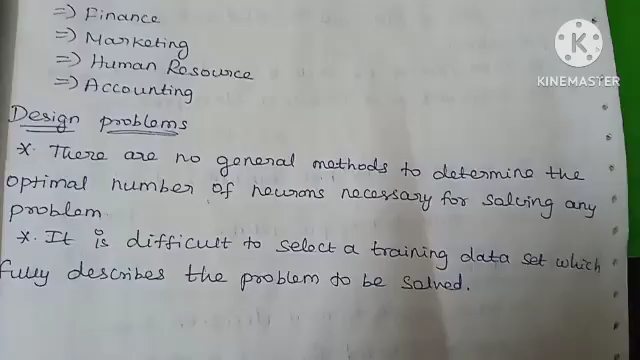 =) Finance
=) Marketing
=) Human Resource
=) Accounting
Design problems
*. There are no general methods to determine the
optimal number of neurons necessary for solving any
problem.
*. It is difficult to select a training data set which
fully describes the problem to be solved.
K
KINEMASTER